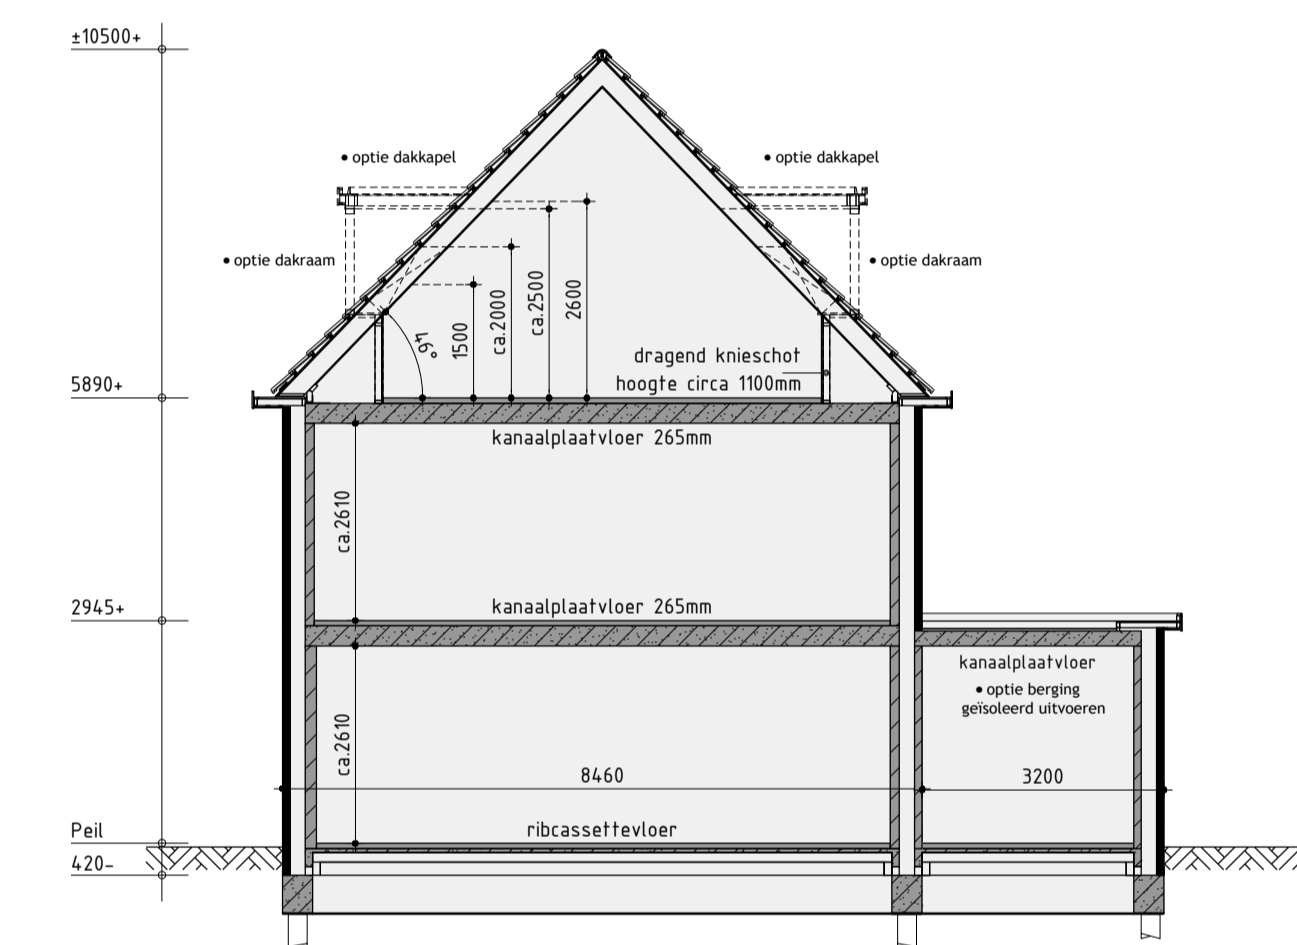 ±10500+
• optie dakkapel
• optie dakkapel
• optie dakraam
• optie dakraam
46°
1500
ca.2000
ca.2500
2600
dragend knieschot
hoogte circa 1100mm
5890+
kanaalplaatvloer 265mm
ca.2610
2945+
kanaalplaatvloer 265mm
kanaalplaatvloer
• optie berging
geïsoleerd uitvoeren
ca.2610
8460
3200
Peil
ribcassettevloer
420-